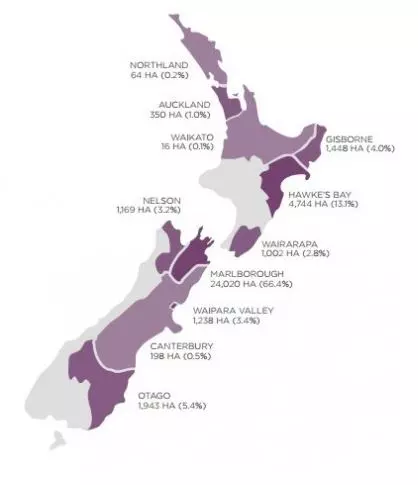 NORTHLAND
64 HA (0.2%)
AUCKLAND
350 HA (1.0%)
WAIKATO
16 HA (0.1%)
GISBORNE
1,448 HA (4.0%)
HAWKE'S BAY
4,744 HA (13.1%)
NELSON
1,169 HA (3.2%)
WAIRARAPA
1,002 HA (2.8%)
MARLBOROUGH
24,020 HA (66.4%)
WAIPARA VALLEY
1,238 HA (3.4%)
CANTERBURY
198 HA (0.5%)
OTAGO
1,943 HA (5.4%)